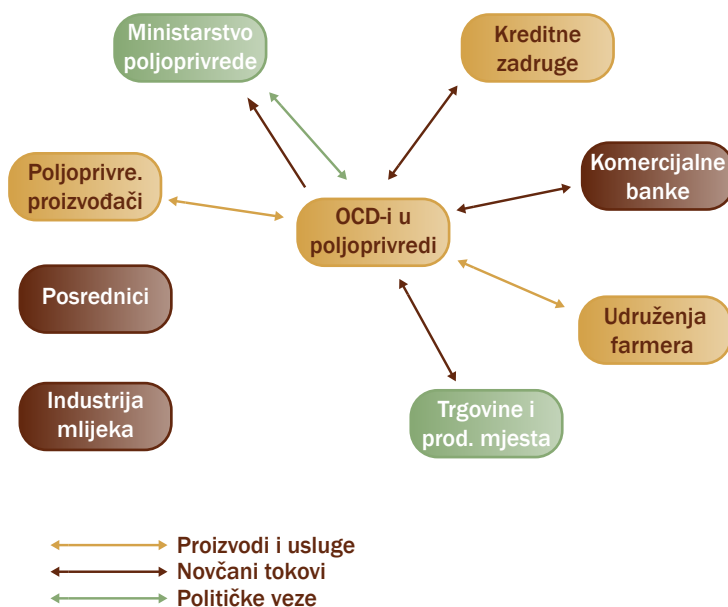 Ministarstvo
poljoprivrede
Kreditne
zadruge
Poljoprivre.
proizvođači
Komercijalne
banke
OCD-i u
poljoprivredi
Posrednici
Udruženja
farmera
Industrija
mlijeka
Trgovine i
prod. mjesta
Proizvodi i usluge
Novčani tokovi
Političke veze